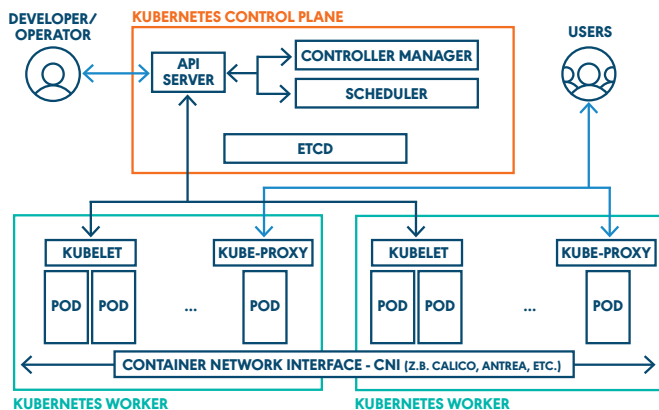 DEVELOPER/
OPERATOR
KUBERNETES CONTROL PLANE
USERS
API
SERVER
CONTROLLER MANAGER
SCHEDULER
ETCD
KUBELET
KUBE-PROXY
KUBELET
KUBE-PROXY
POD
POD
...
POD
POD
POD
...
POD
CONTAINER NETWORK INTERFACE - CNI (Z.B. CALICO, ANTREA, ETC.)
KUBERNETES WORKER
KUBERNETES WORKER